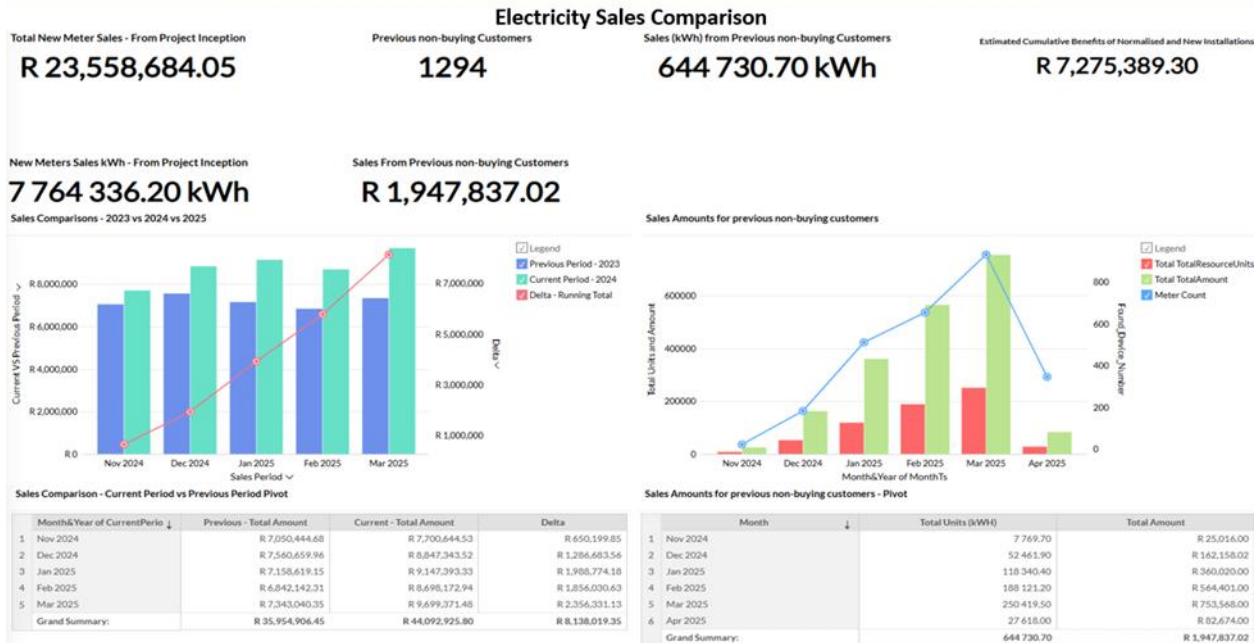 Electricity Sales Comparison
Total New Meter Sales - From Project Inception
R 23,558,684.05
Previous non-buying Customers
1294
Sales (kWh) from Previous non-buying Customers
644 730.70 kWh
Estimated Cumulative Benefits of Normalised and New Installations
R 7,275,389.30
New Meters Sales kWh - From Project Inception
7 764 336.20 kWh
Sales From Previous non-buying Customers
R 1,947,837.02
Sales Comparisons - 2023 vs 2024 vs 2025
Legend
Previous Period - 2023
Current Period - 2024
Delta - Running Total
Current VS Previous Period
R 8,000,000
R 6,000,000
R 4,000,000
R 2,000,000
R 0
R 7,000,000
R 5,000,000
R 3,000,000
R 1,000,000
Delta
Nov 2024 Dec 2024 Jan 2025 Feb 2025 Mar 2025
Sales Period
Sales Amounts for previous non-buying customers
Legend
Total TotalResourceUnits
Total TotalAmount
Meter Count
Total Units and Amount
600000
400000
200000
0
800
600
400
200
0
Found_Device_Number
Nov 2024 Dec 2024 Jan 2025 Feb 2025 Mar 2025 Apr 2025
Month&Year of MonthTs
Sales Comparison - Current Period vs Previous Period Pivot
Month&Year of CurrentPerio Previous - Total Amount Current - Total Amount Delta
1 Nov 2024 R 7,050,444.68 R 7,700,644.53 R 650,199.85
2 Dec 2024 R 7,560,659.96 R 8,847,343.52 R 1,286,683.56
3 Jan 2025 R 7,158,619.15 R 9,147,393.33 R 1,988,774.18
4 Feb 2025 R 6,842,142.31 R 8,698,172.94 R 1,856,030.63
5 Mar 2025 R 7,343,040.35 R 9,699,371.48 R 2,356,331.13
Grand Summary: R 35,954,906.45 R 44,092,925.80 R 8,138,019.35
Sales Amounts for previous non-buying customers - Pivot
Month Total Units (kWH) Total Amount
1 Nov 2024 7 769.70 R 25,016.00
2 Dec 2024 52 461.90 R 162,158.02
3 Jan 2025 118 340.40 R 360,020.00
4 Feb 2025 188 121.20 R 564,401.00
5 Mar 2025 250 419.50 R 753,568.00
6 Apr 2025 27 618.00 R 82,674.00
Grand Summary: 644 730.70 R 1,947,837.02